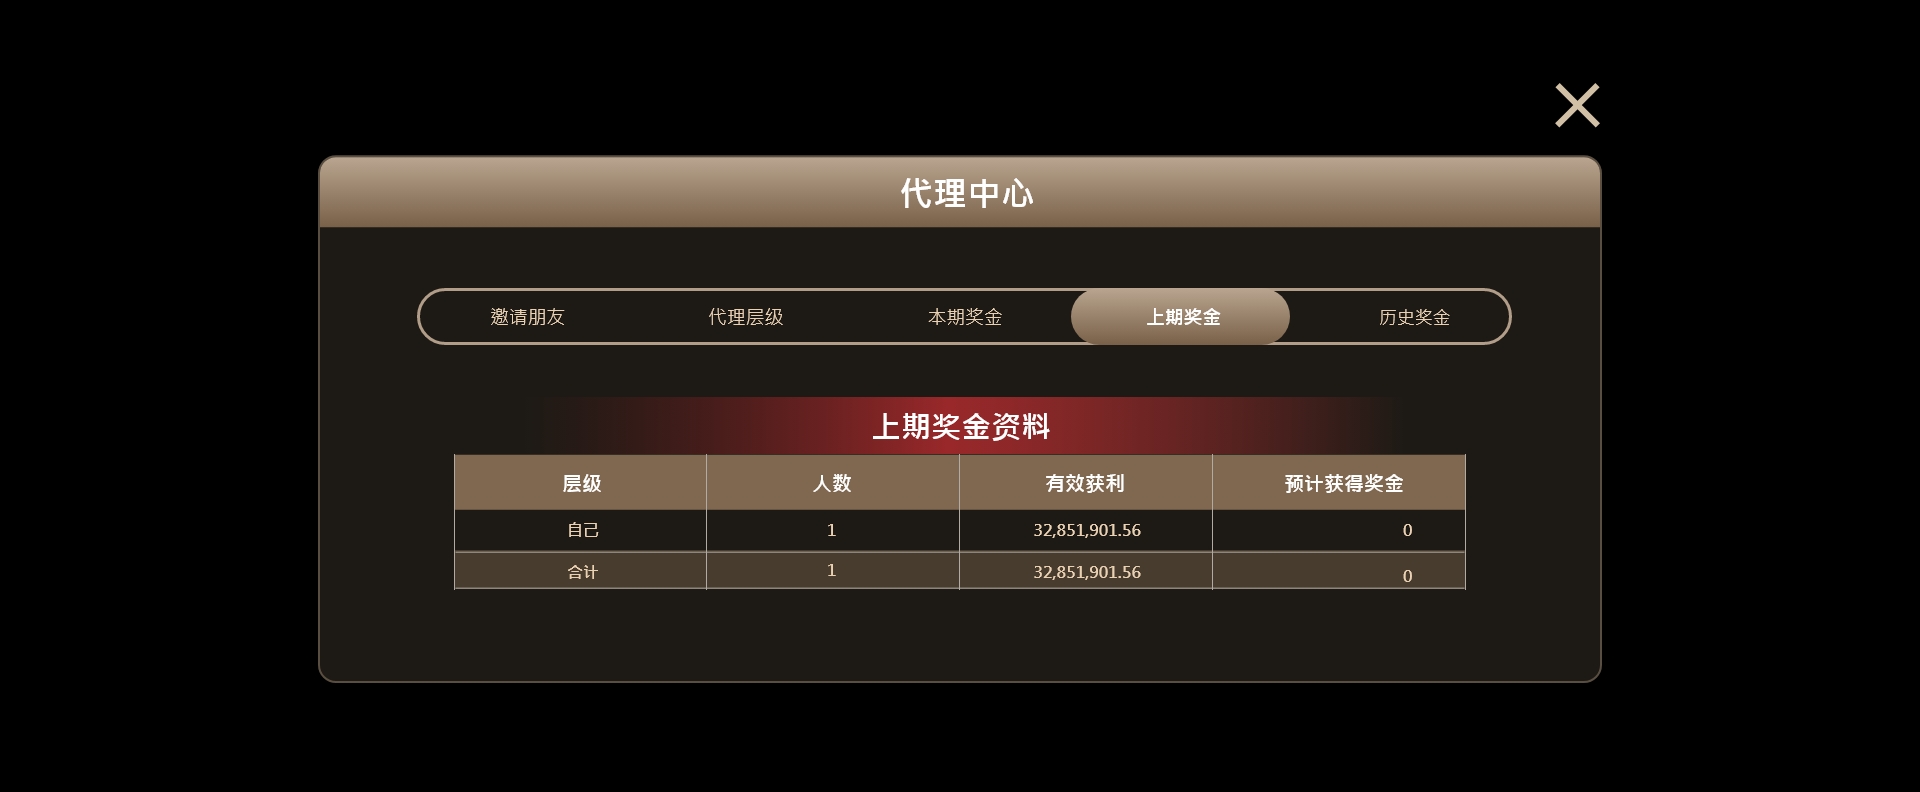 代理中心
邀请朋友 代理层级 本期奖金 上期奖金 历史奖金
上期奖金资料
层级 人数 有效获利 预计获得奖金
自己 1 32,851,901.56 0
合计 1 32,851,901.56 0